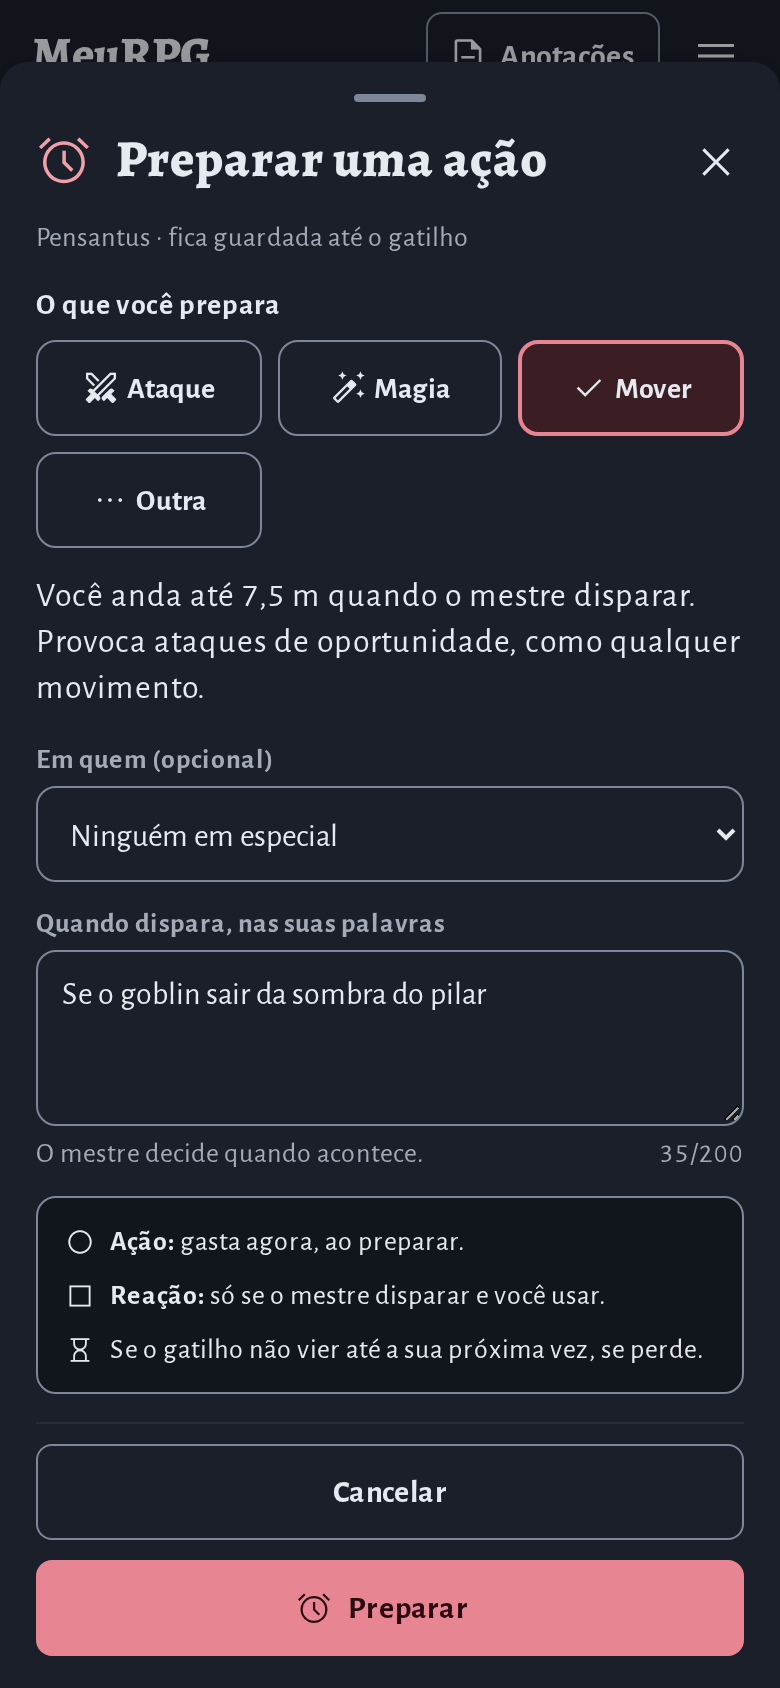 MeuRPG
Anotações
Preparar uma ação
Pensantus · fica guardada até o gatilho
O que você prepara
Ataque
Magia
Mover
Outra
Você anda até 7,5 m quando o mestre disparar.
Provoca ataques de oportunidade, como qualquer
movimento.
Em quem (opcional)
Ninguém em especial
Quando dispara, nas suas palavras
Se o goblin sair da sombra do pilar
O mestre decide quando acontece.
35/200
Ação: gasta agora, ao preparar.
Reação: só se o mestre disparar e você usar.
Se o gatilho não vier até a sua próxima vez, se perde.
Cancelar
Preparar